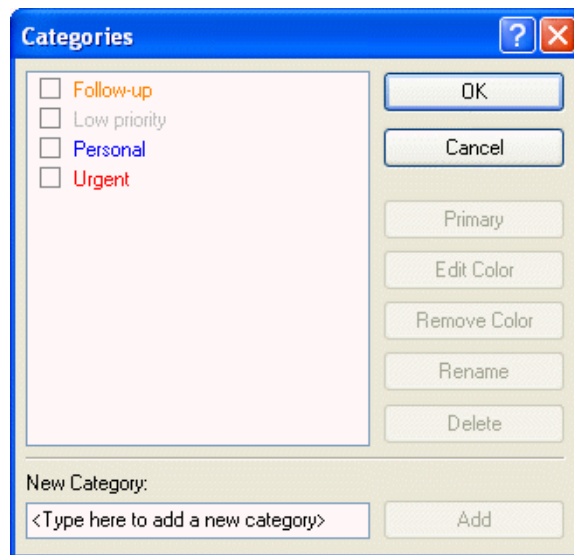 Categories
Follow-up
Low priority
Personal
Urgent
OK
Cancel
Primary
Edit Color
Remove Color
Rename
Delete
New Category:
<Type here to add a new category>
Add